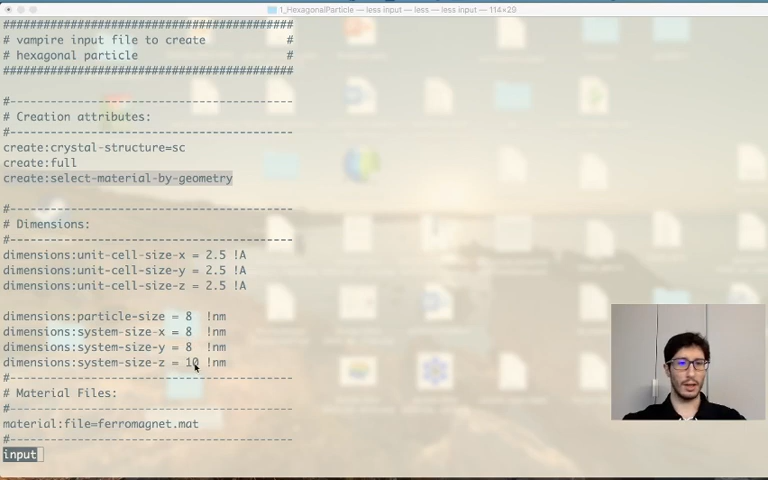 1_HexagonalParticle — less input — less — less input — 114×29
##########################################
# vampire input file to create #
# hexagonal particle #
##########################################
#------------------------------------------
# Creation attributes:
#------------------------------------------
create:crystal-structure=sc
create:full
create:select-material-by-geometry
#------------------------------------------
# Dimensions:
#------------------------------------------
dimensions:unit-cell-size-x = 2.5 !A
dimensions:unit-cell-size-y = 2.5 !A
dimensions:unit-cell-size-z = 2.5 !A
dimensions:particle-size = 8 !nm
dimensions:system-size-x = 8 !nm
dimensions:system-size-y = 8 !nm
dimensions:system-size-z = 10 !nm
#------------------------------------------
# Material Files:
#------------------------------------------
material:file=ferromagnet.mat
#------------------------------------------
input